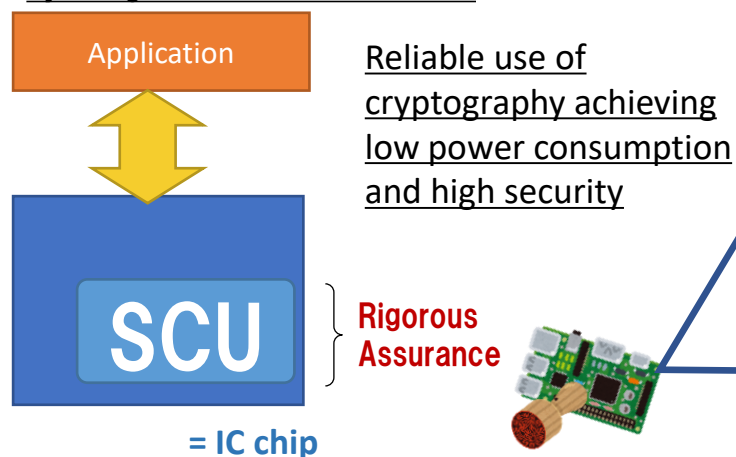 Application
Reliable use of
cryptography achieving
low power consumption
and high security
SCU
Rigorous
Assurance
= IC chip